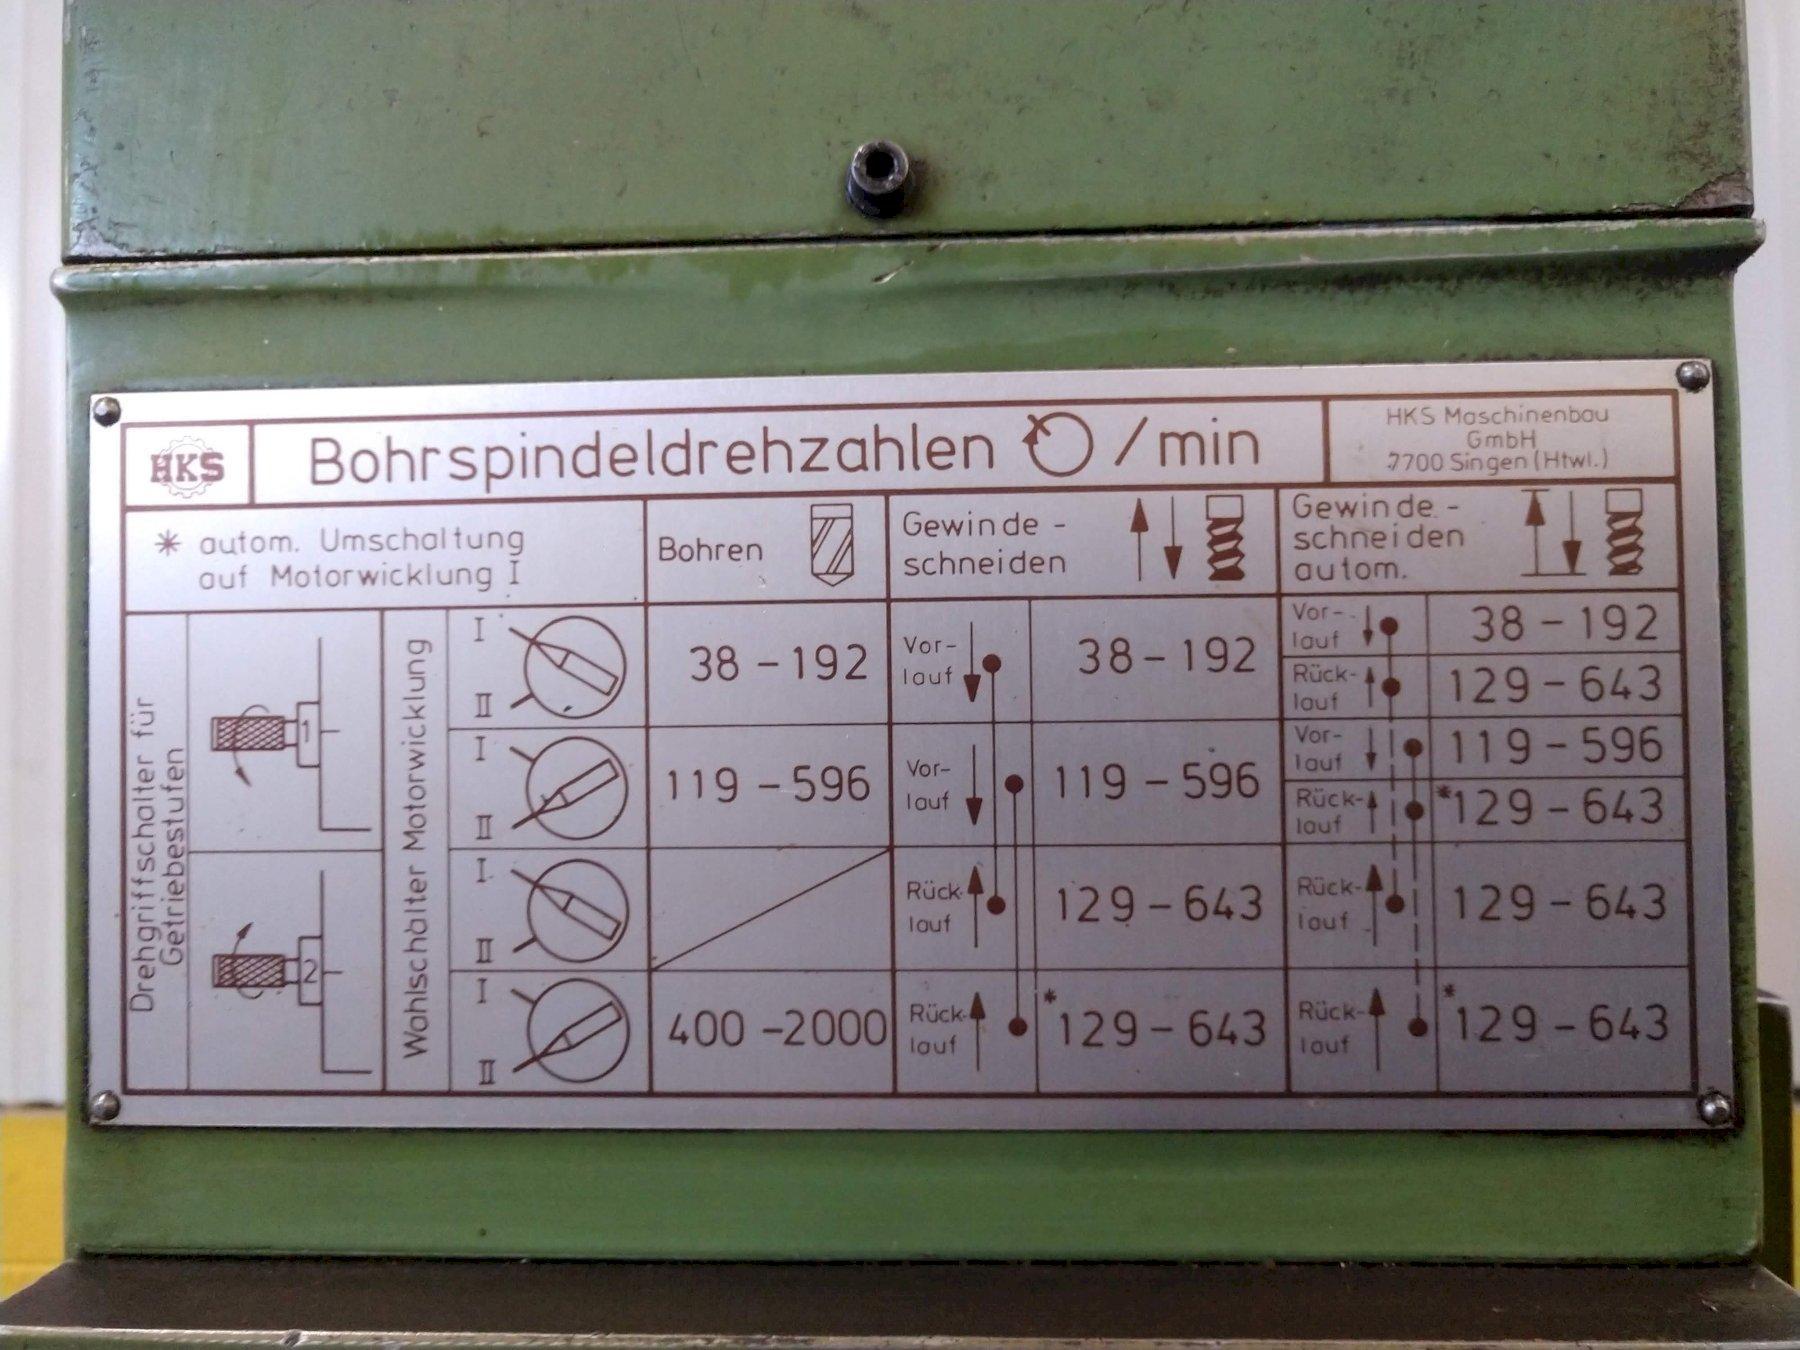 HKS
Bohrspindeldrehzahlen /min
HKS Maschinenbau
GmbH
7700 Singen (Htwl.)
* autom. Umschaltung
auf Motorwicklung I
Bohren
Gewinde-
schneiden
Gewinde-
schneiden
autom.
Drehgriffschalter für
Getriebestufen
1
2
Wahlschalter Motorwicklung
I
II
38 - 192
Vor-
lauf
38 - 192
Vor-
lauf
38 - 192
Rück-
lauf
129 - 643
I
II
119 - 596
Vor-
lauf
119 - 596
Vor-
lauf
119 - 596
Rück-
lauf
*129 - 643
I
II
Rück-
lauf
129 - 643
Rück-
lauf
129 - 643
I
II
400 - 2000
Rück-
lauf
*129 - 643
Rück-
lauf
*129 - 643